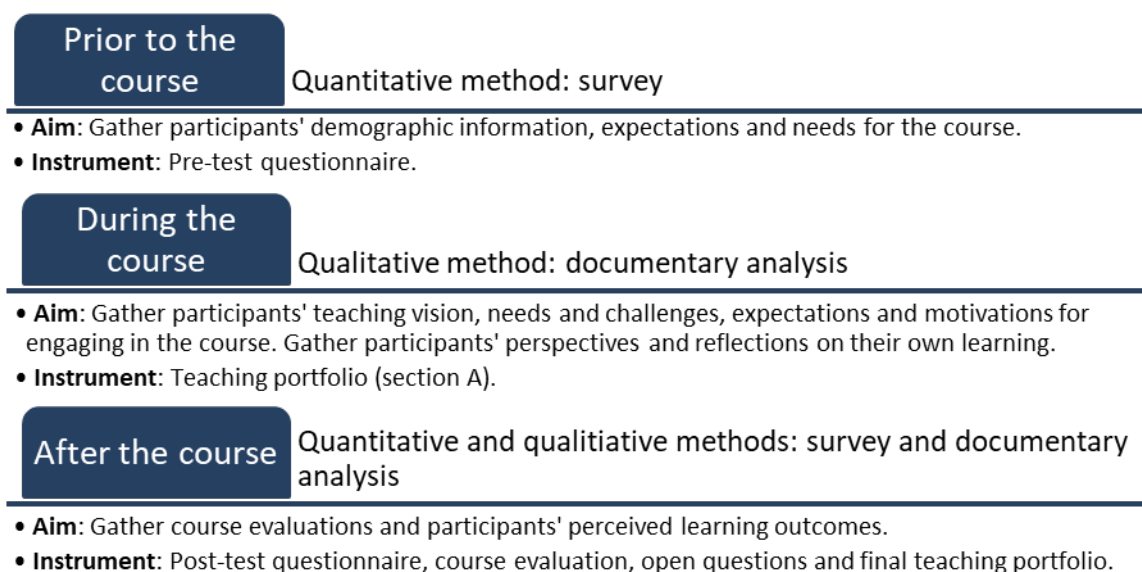 Prior to the
course
Quantitative method: survey
• Aim: Gather participants' demographic information, expectations and needs for the course.
• Instrument: Pre-test questionnaire.
During the
course
Qualitative method: documentary analysis
• Aim: Gather participants' teaching vision, needs and challenges, expectations and motivations for
engaging in the course. Gather participants' perspectives and reflections on their own learning.
• Instrument: Teaching portfolio (section A).
After the course
Quantitative and qualitiative methods: survey and documentary
analysis
• Aim: Gather course evaluations and participants' perceived learning outcomes.
• Instrument: Post-test questionnaire, course evaluation, open questions and final teaching portfolio.